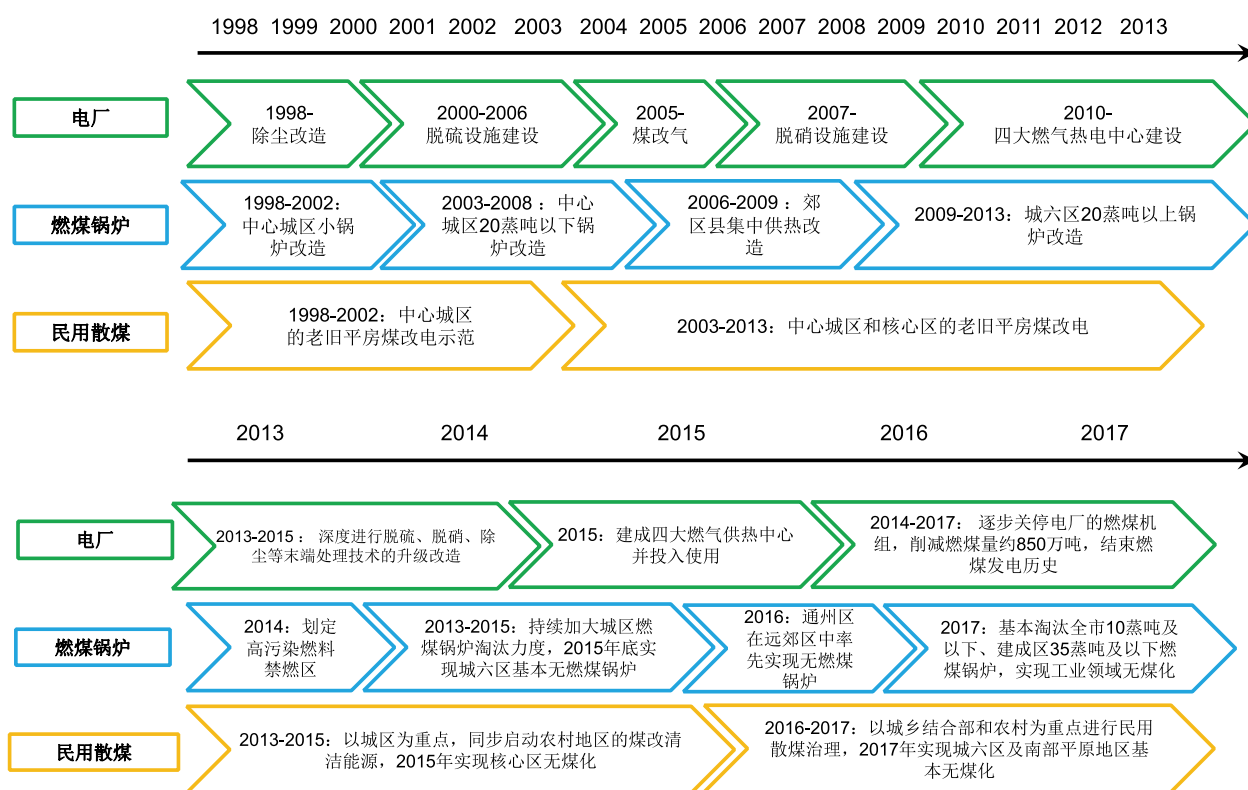 1998 1999 2000 2001 2002 2003 2004 2005 2006 2007 2008 2009 2010 2011 2012 2013
电厂
1998-
除尘改造
2000-2006
脱硫设施建设
2005-
煤改气
2007-
脱硝设施建设
2010-
四大燃气热电中心建设
燃煤锅炉
1998-2002：
中心城区小锅
炉改造
2003-2008 ：中心
城区20蒸吨以下锅
炉改造
2006-2009 ：郊
区县集中供热改
造
2009-2013：城六区20蒸吨以上锅
炉改造
民用散煤
1998-2002：中心城区
的老旧平房煤改电示范
2003-2013：中心城区和核心区的老旧平房煤改电
2013 2014 2015 2016 2017
电厂
2013-2015 ：深度进行脱硫、脱硝、除
尘等末端处理技术的升级改造
2015：建成四大燃气供热中心
并投入使用
2014-2017： 逐步关停电厂的燃煤机
组，削减燃煤量约850万吨，结束燃
煤发电历史
燃煤锅炉
2014：划定
高污染燃料
禁燃区
2013-2015：持续加大城区燃
煤锅炉淘汰力度，2015年底实
现城六区基本无燃煤锅炉
2016：通州区
在远郊区中率
先实现无燃煤
锅炉
2017：基本淘汰全市10蒸吨及
以下、建成区35蒸吨及以下燃
煤锅炉，实现工业领域无煤化
民用散煤
2013-2015：以城区为重点，同步启动农村地区的煤改清
洁能源，2015年实现核心区无煤化
2016-2017：以城乡结合部和农村为重点进行民用
散煤治理，2017年实现城六区及南部平原地区基
本无煤化